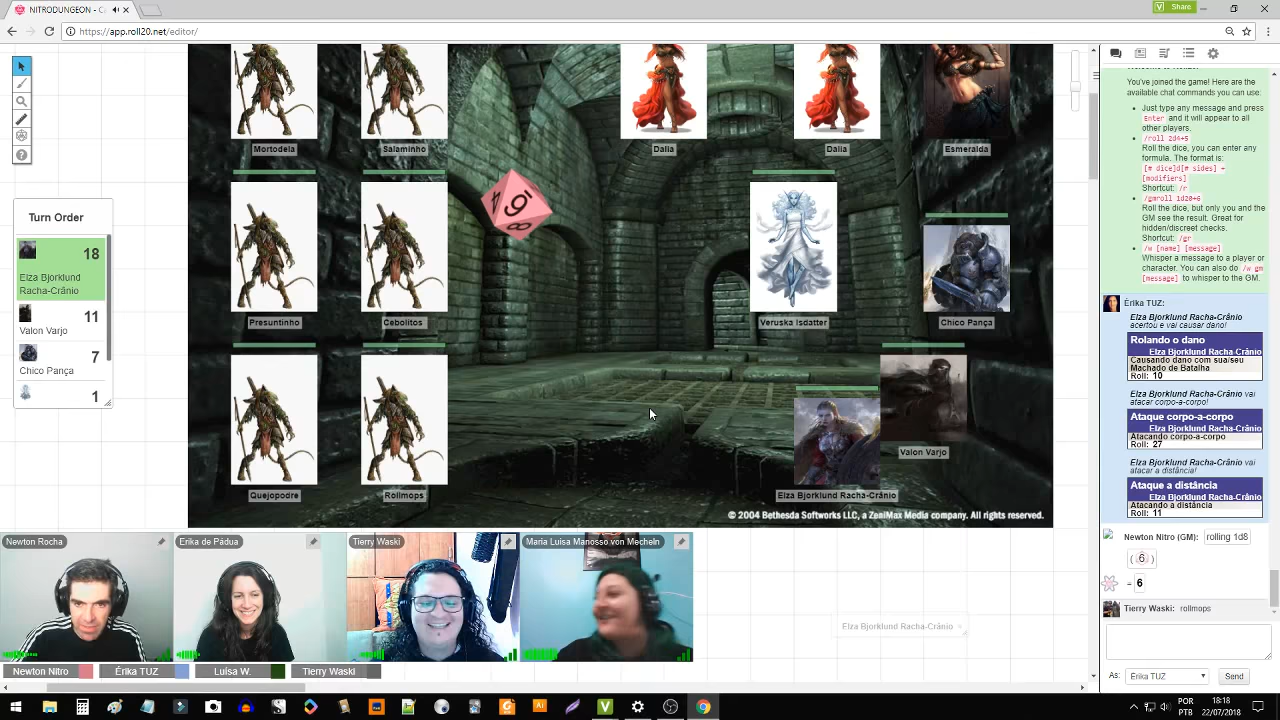 NITRODUNGEON - C
Share
https://app.roll20.net/editor/
Mortodela
Salaminho
Dalia
Dalia
Esmeralda
Presuntinho
Cebolitos
Veruska Isdatter
Chico Pança
Quejopodre
Rollmops
Elza Bjorklund Racha-Crânio
Valon Varjo
© 2004 Bethesda Softworks LLC, a ZeniMax Media company. All rights reserved.
9
8
Turn Order
18
Elza Bjorklund
Racha-Crânio
11
Valon Varjo
7
Chico Pança
1
Newton Rocha
Erika de Pádua
Tierry Waski
Maria Luisa Manosso von Mecheln
Newton Nitro
Érika TUZ
Luísa W.
Tierry Waski
Elza Bjorklund Racha-Crânio
You've joined the game! Here are the
available chat commands you can use:
Just type any message and press
Enter and it will appear to all
other players.
/roll 2d4+5
Roll the dice, you can enter any
formula. The format is:
[# dice]d[# sides] +
[modifiers]
Shortcut: /r
/gmroll 1d20+6
Roll the dice, but only you and
the GM see the result. Great for
hidden/discreet checks.
Shortcut: /gr
/w [name] [message]
Whisper a message to a player or
character. You can also do /w gm
[message] to whisper to the GM.
Érika TUZ:
Elza Bjorklund Racha-Crânio
acertou e vai causar dano!
Rolando o dano
Elza Bjorklund Racha-Crânio
Causando dano com sua/seu
Machado de Batalha
Roll: 10
Elza Bjorklund Racha-Crânio vai
atacar corpo-a-corpo!
Ataque corpo-a-corpo
Elza Bjorklund Racha-Crânio
Atacando corpo-a-corpo
Roll: 27
Elza Bjorklund Racha-Crânio vai
atacar a distância!
Ataque a distância
Elza Bjorklund Racha-Crânio
Atacando a distância
Roll: 11
Newton Nitro (GM): rolling 1d8
(6)
= 6
Tierry Waski: rollmops
As: Érika TUZ
Send
POR
PTB
18:18
22/07/2018